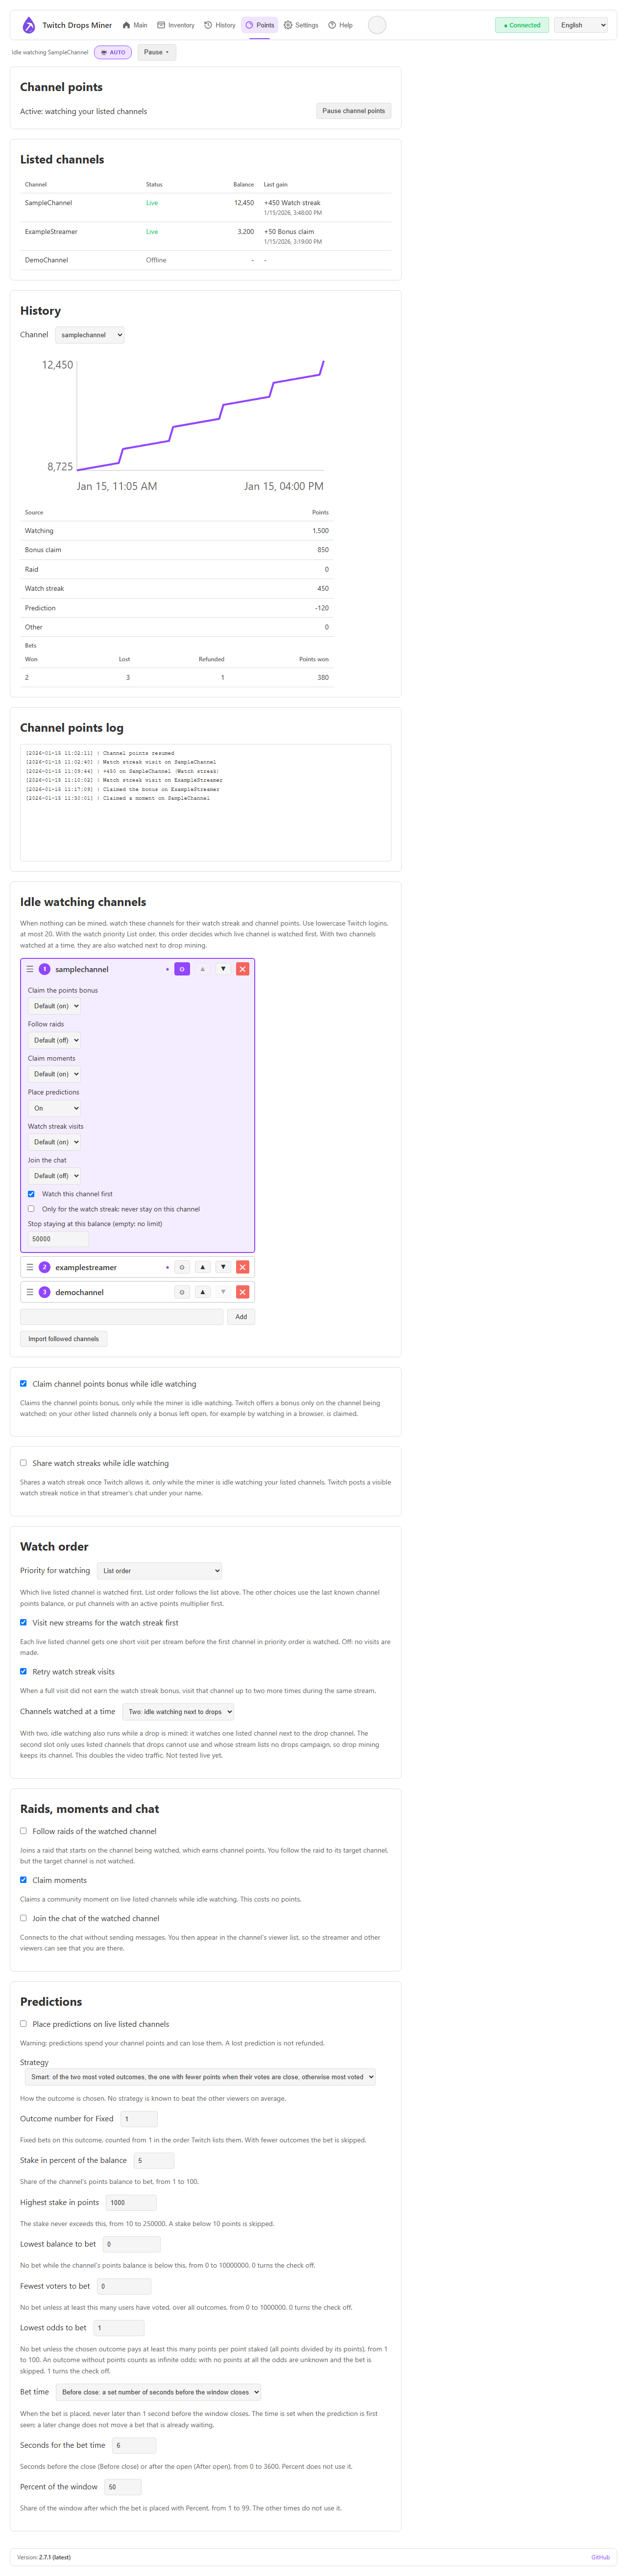 Twitch Drops Miner
Main
Inventory
History
Points
Settings
Help
● Connected
English
Idle watching SampleChannel
AUTO
Pause
Channel points
Active: watching your listed channels
Pause channel points
Listed channels
Channel Status Balance Last gain
SampleChannel Live 12,450 +450 Watch streak
1/15/2026, 3:48:00 PM
ExampleStreamer Live 3,200 +50 Bonus claim
1/15/2026, 3:19:00 PM
DemoChannel Offline - -
History
Channel samplechannel
12,450
8,725
Jan 15, 11:05 AM Jan 15, 04:00 PM
Source Points
Watching 1,500
Bonus claim 850
Raid 0
Watch streak 450
Prediction -120
Other 0
Bets
Won Lost Refunded Points won
2 3 1 380
Channel points log
[2026-01-15 11:02:11] | Channel points resumed
[2026-01-15 11:02:40] | Watch streak visit on SampleChannel
[2026-01-15 11:09:44] | +450 on SampleChannel (Watch streak)
[2026-01-15 11:10:02] | Watch streak visit on ExampleStreamer
[2026-01-15 11:17:09] | Claimed the bonus on ExampleStreamer
[2026-01-15 11:30:01] | Claimed a moment on SampleChannel
Idle watching channels
When nothing can be mined, watch these channels for their watch streak and channel points. Use lowercase Twitch logins,
at most 20. With the watch priority List order, this order decides which live channel is watched first. With two channels
watched at a time, they are also watched next to drop mining.
1 samplechannel
Claim the points bonus
Default (on)
Follow raids
Default (off)
Claim moments
Default (on)
Place predictions
On
Watch streak visits
Default (on)
Join the chat
Default (off)
Watch this channel first
Only for the watch streak: never stay on this channel
Stop staying at this balance (empty: no limit)
50000
2 examplestreamer
3 demochannel
Add
Import followed channels
Claim channel points bonus while idle watching
Claims the channel points bonus, only while the miner is idle watching. Twitch offers a bonus only on the channel being
watched: on your other listed channels only a bonus left open, for example by watching in a browser, is claimed.
Share watch streaks while idle watching
Shares a watch streak once Twitch allows it, only while the miner is idle watching your listed channels. Twitch posts a visible
watch streak notice in that streamer's chat under your name.
Watch order
Priority for watching List order
Which live listed channel is watched first. List order follows the list above. The other choices use the last known channel
points balance, or put channels with an active points multiplier first.
Visit new streams for the watch streak first
Each live listed channel gets one short visit per stream before the first channel in priority order is watched. Off: no visits are
made.
Retry watch streak visits
When a full visit did not earn the watch streak bonus, visit that channel up to two more times during the same stream.
Channels watched at a time Two: idle watching next to drops
With two, idle watching also runs while a drop is mined: it watches one listed channel next to the drop channel. The
second slot only uses listed channels that drops cannot use and whose stream lists no drops campaign, so drop mining
keeps its channel. This doubles the video traffic. Not tested live yet.
Raids, moments and chat
Follow raids of the watched channel
Joins a raid that starts on the channel being watched, which earns channel points. You follow the raid to its target channel,
but the target channel is not watched.
Claim moments
Claims a community moment on live listed channels while idle watching. This costs no points.
Join the chat of the watched channel
Connects to the chat without sending messages. You then appear in the channel's viewer list, so the streamer and other
viewers can see that you are there.
Predictions
Place predictions on live listed channels
Warning: predictions spend your channel points and can lose them. A lost prediction is not refunded.
Strategy
Smart: of the two most voted outcomes, the one with fewer points when their votes are close, otherwise most voted
How the outcome is chosen. No strategy is known to beat the other viewers on average.
Outcome number for Fixed 1
Fixed bets on this outcome, counted from 1 in the order Twitch lists them. With fewer outcomes the bet is skipped.
Stake in percent of the balance 5
Share of the channel's points balance to bet, from 1 to 100.
Highest stake in points 1000
The stake never exceeds this, from 10 to 250000. A stake below 10 points is skipped.
Lowest balance to bet 0
No bet while the channel's points balance is below this, from 0 to 10000000. 0 turns the check off.
Fewest voters to bet 0
No bet unless at least this many users have voted, over all outcomes, from 0 to 1000000. 0 turns the check off.
Lowest odds to bet 1
No bet unless the chosen outcome pays at least this many points per point staked (all points divided by its points), from 1
to 100. An outcome without points counts as infinite odds; with no points at all the odds are unknown and the bet is
skipped. 1 turns the check off.
Bet time Before close: a set number of seconds before the window closes
When the bet is placed, never later than 1 second before the window closes. The time is set when the prediction is first
seen: a later change does not move a bet that is already waiting.
Seconds for the bet time 6
Seconds before the close (Before close) or after the open (After open), from 0 to 3600. Percent does not use it.
Percent of the window 50
Share of the window after which the bet is placed with Percent, from 1 to 99. The other times do not use it.
Version: 2.7.1 (latest)
GitHub